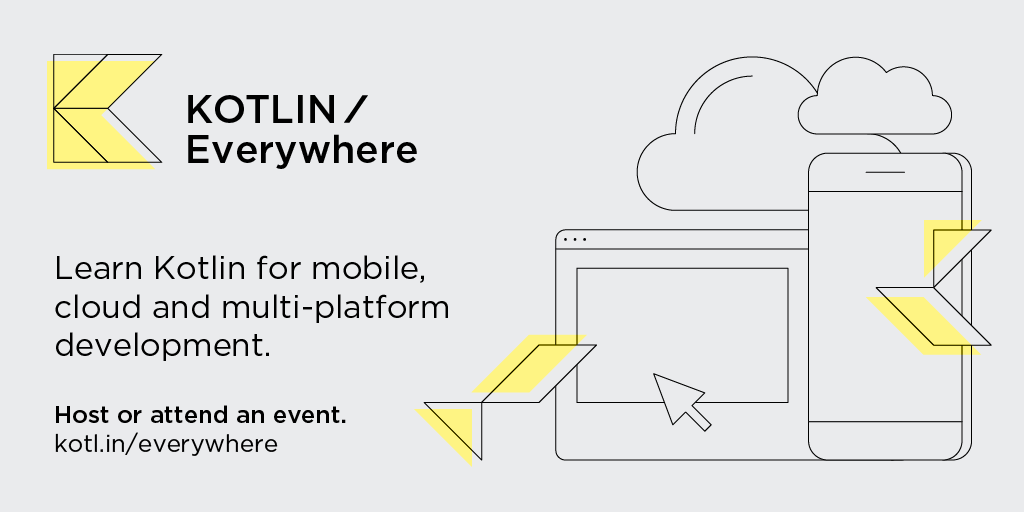 KOTLIN /
Everywhere
Learn Kotlin for mobile,
cloud and multi-platform
development.
Host or attend an event.
kotl.in/everywhere